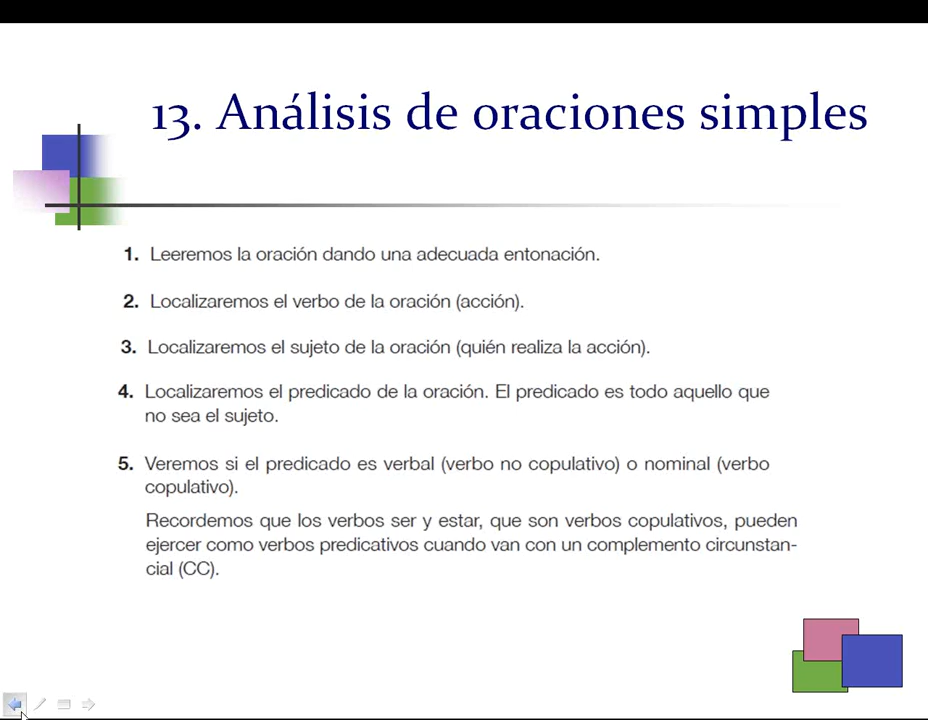 13. Análisis de oraciones simples
1. Leeremos la oración dando una adecuada entonación.
2. Localizaremos el verbo de la oración (acción).
3. Localizaremos el sujeto de la oración (quién realiza la acción).
4. Localizaremos el predicado de la oración. El predicado es todo aquello que
no sea el sujeto.
5. Veremos si el predicado es verbal (verbo no copulativo) o nominal (verbo
copulativo).
Recordemos que los verbos ser y estar, que son verbos copulativos, pueden
ejercer como verbos predicativos cuando van con un complemento circunstan-
cial (CC).